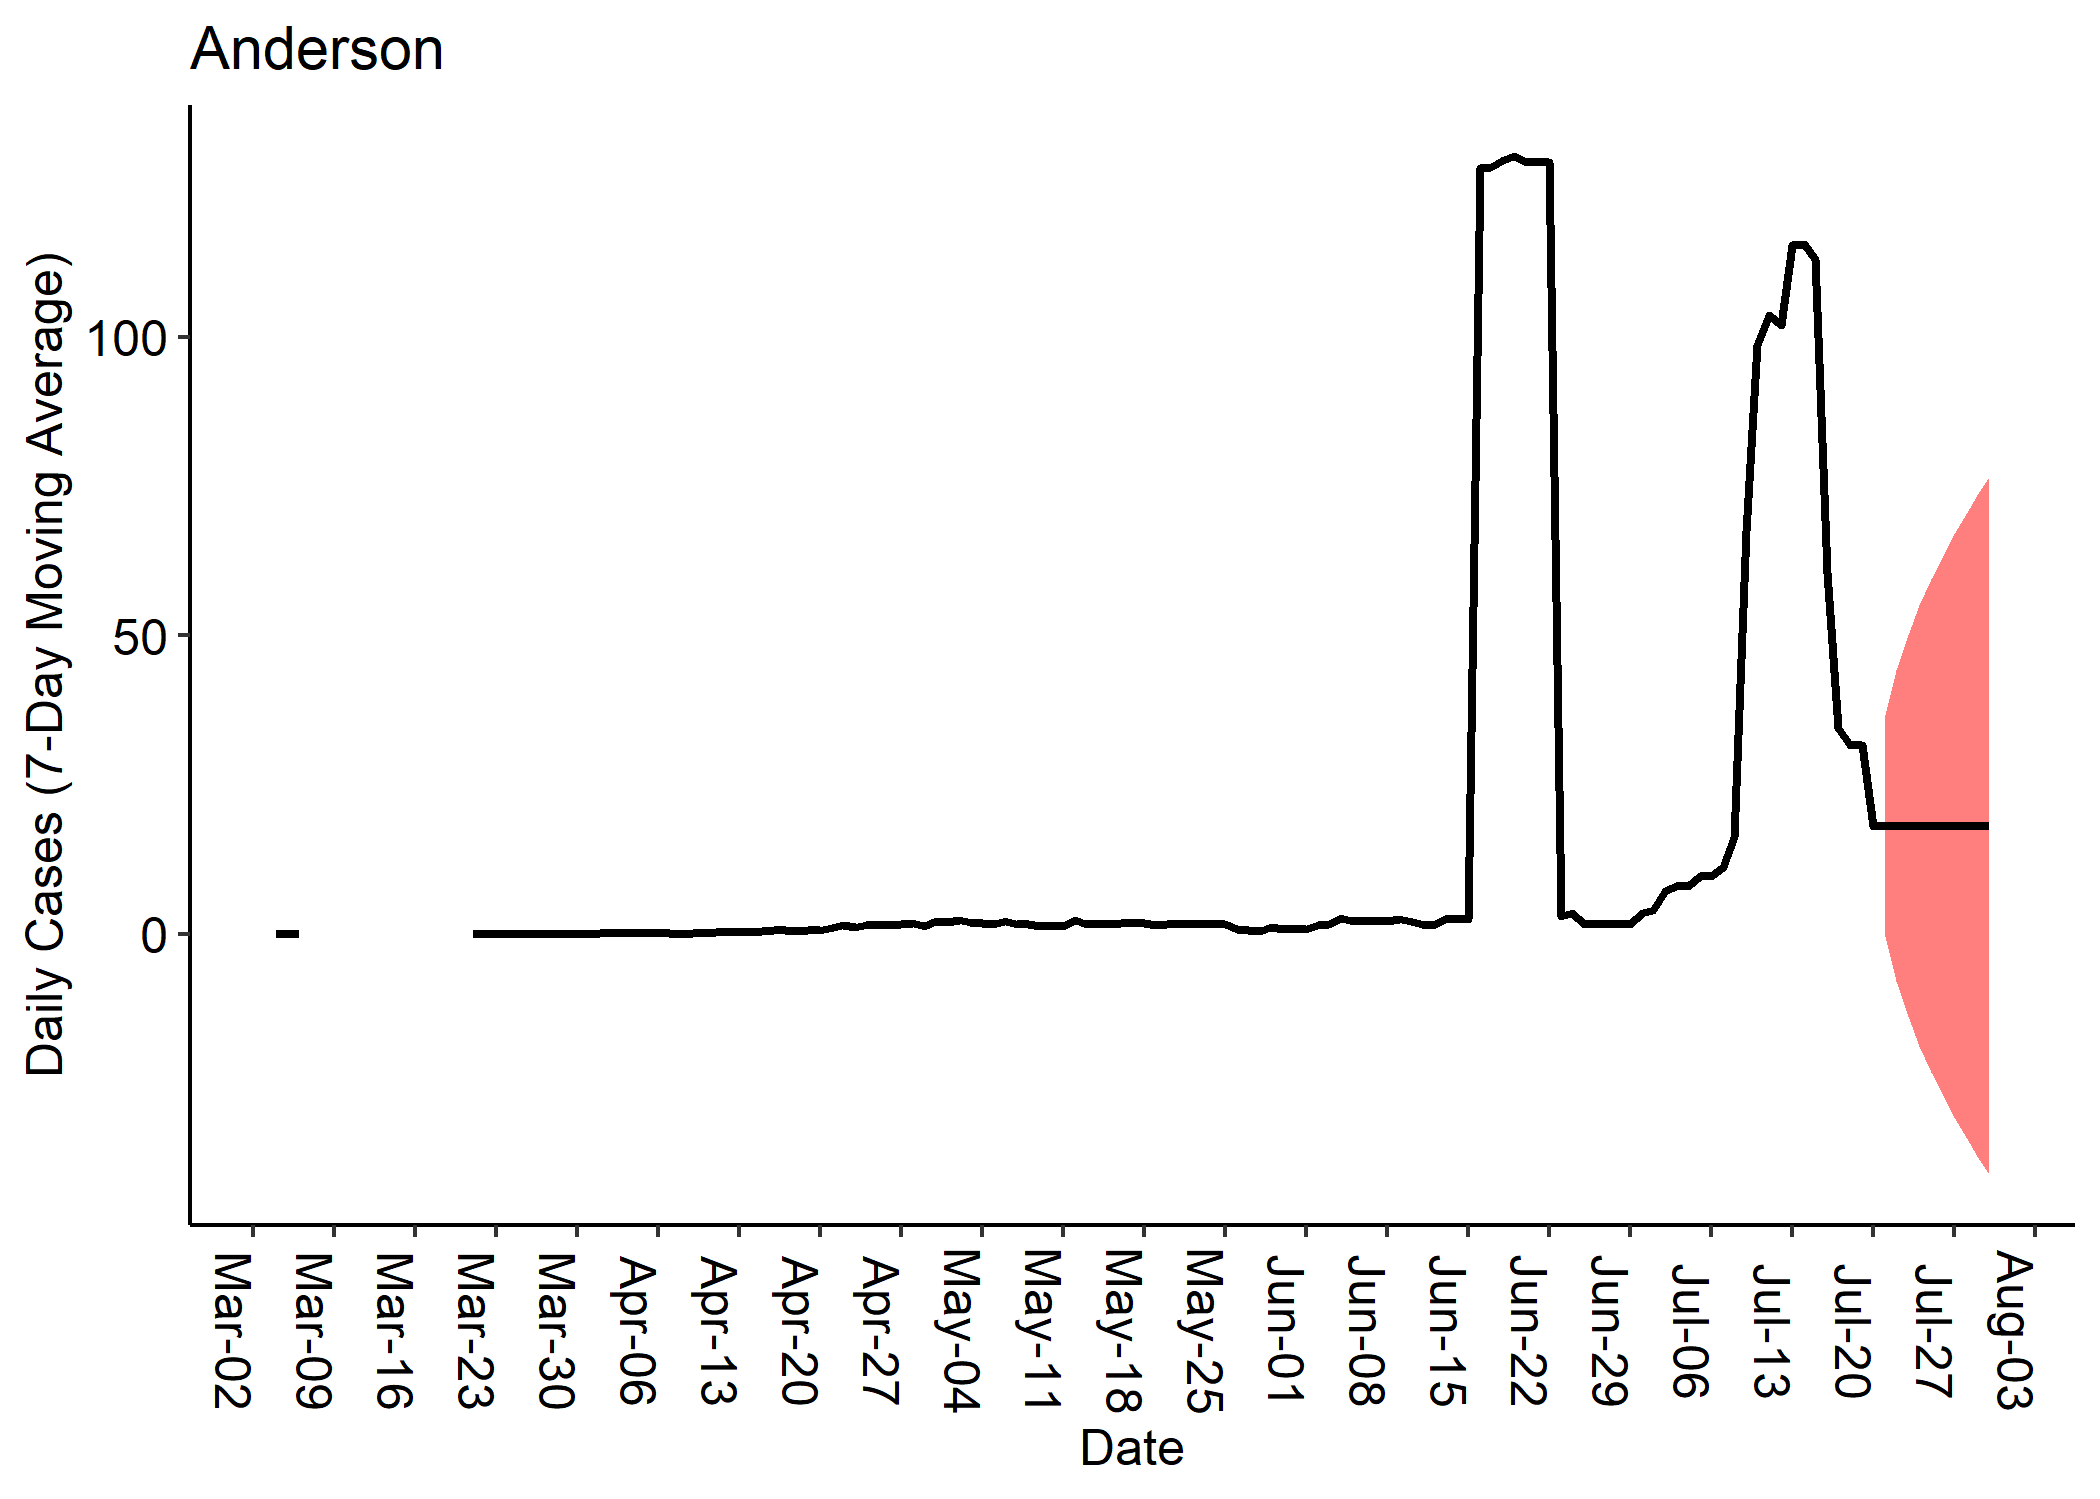 Anderson
Daily Cases (7-Day Moving Average)
100
50
0
Mar-02
Mar-09
Mar-16
Mar-23
Mar-30
Apr-06
Apr-13
Apr-20
Apr-27
May-04
May-11
May-18
May-25
Jun-01
Jun-08
Jun-15
Jun-22
Jun-29
Jul-06
Jul-13
Jul-20
Jul-27
Aug-03
Date